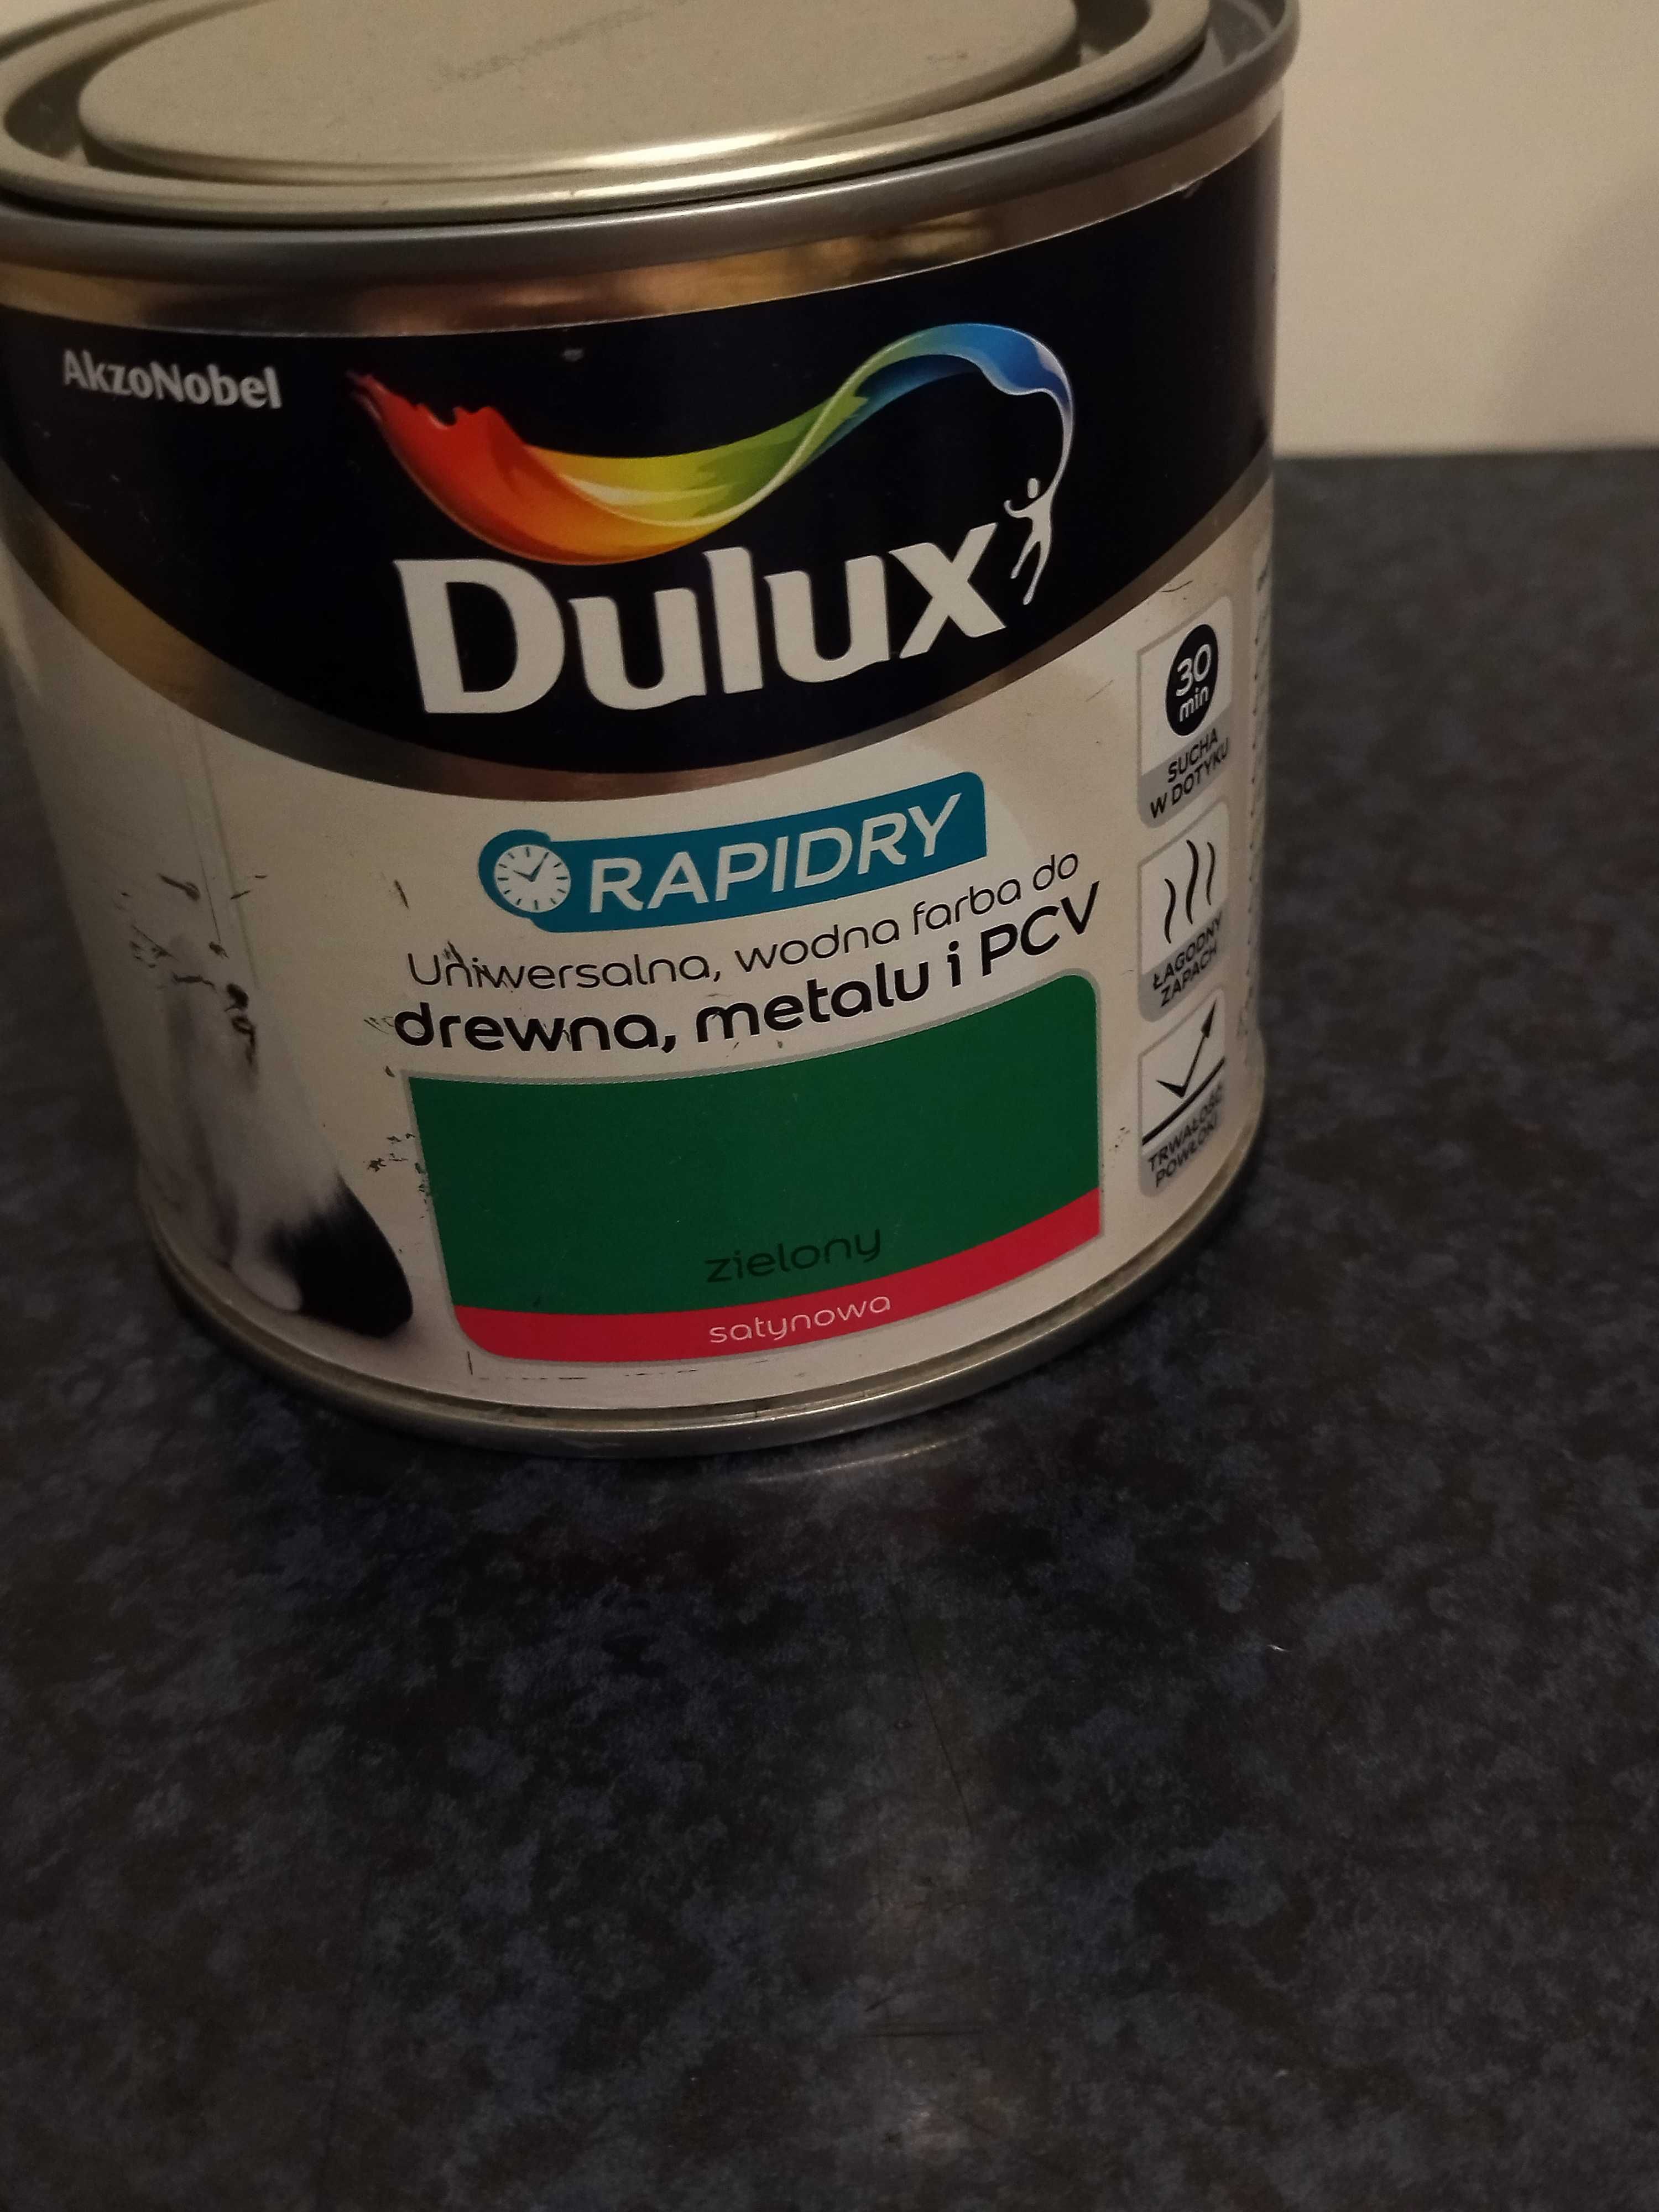 AkzoNobel
Dulux
RAPIDRY
Uniwersalna, wodna farba do
drewna, metalu i PCV
zielony
satynowa
30
min
SUCHA
W DOTYKU
ŁAGODNY
ZAPACH
TRWAŁOŚĆ
POWŁOKI